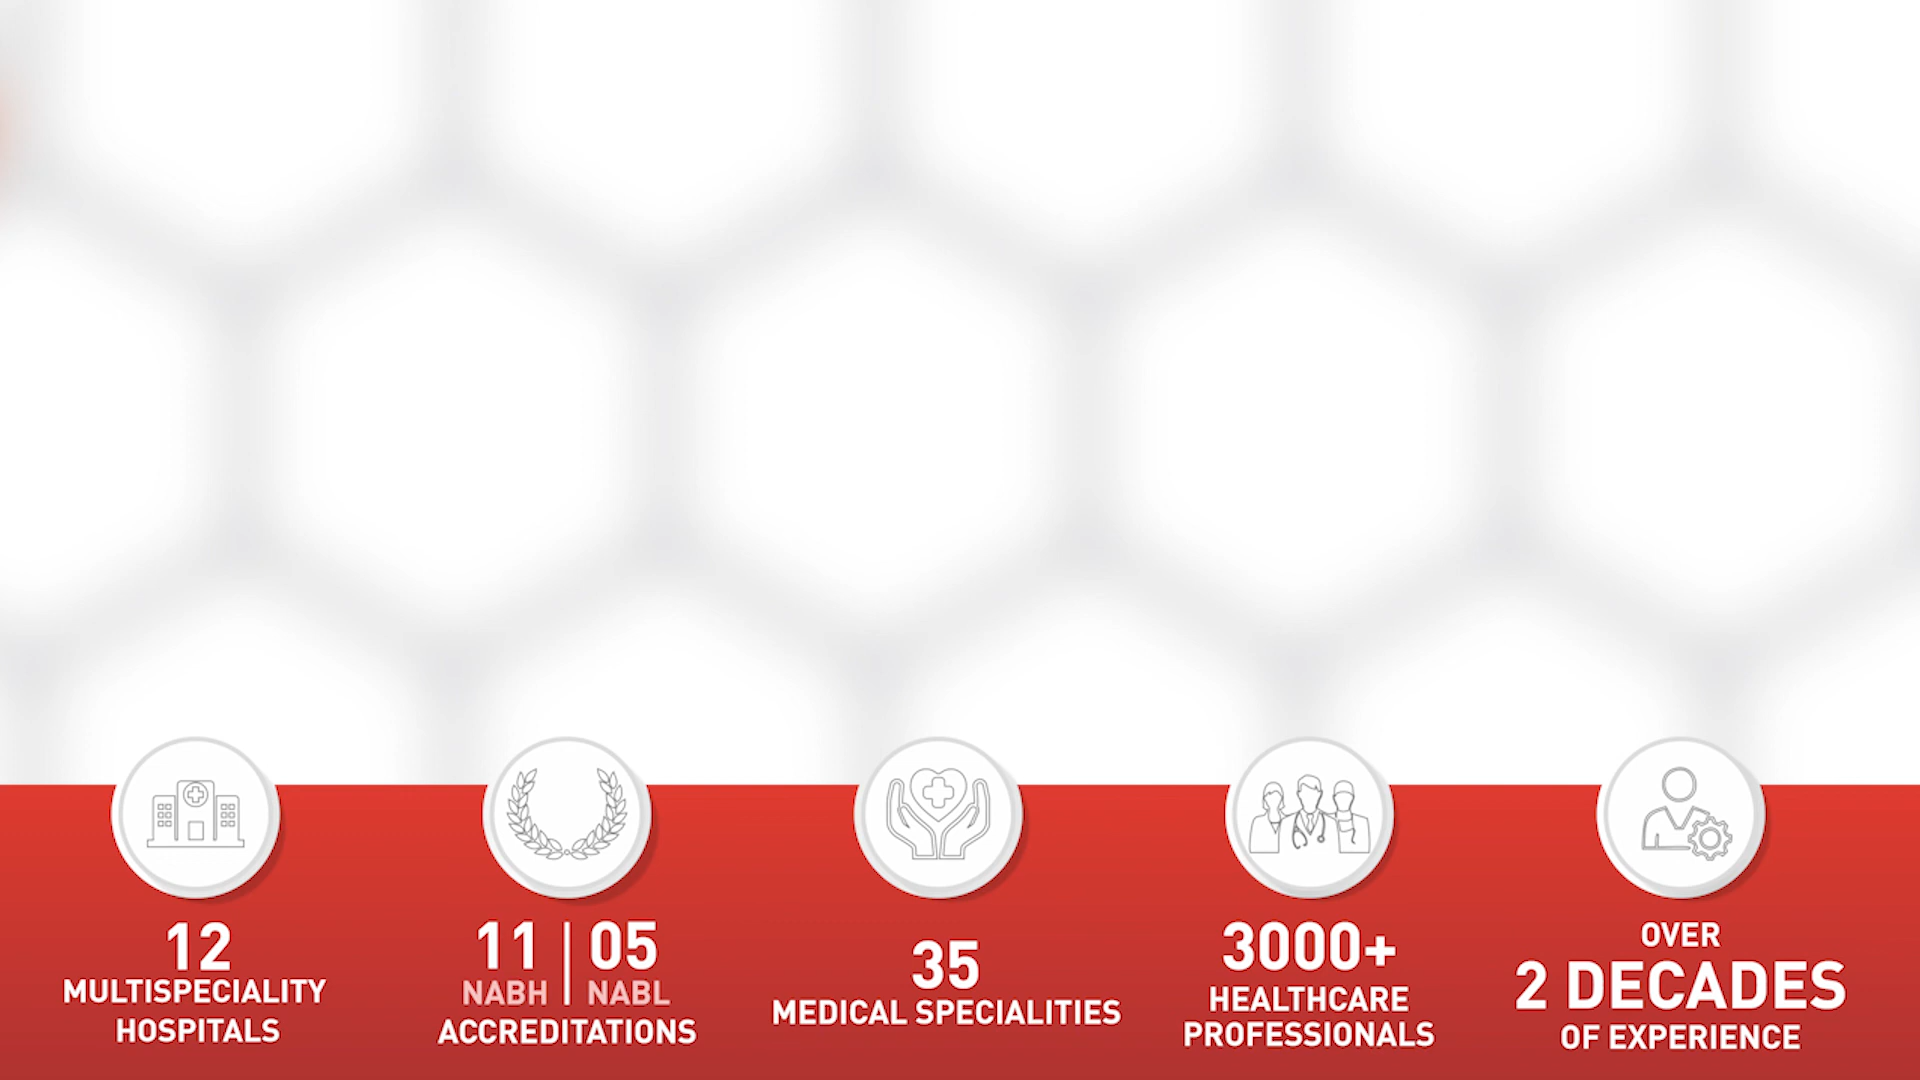 12
MULTISPECIALITY
HOSPITALS
11 | 05
NABH NABL
ACCREDITATIONS
35
MEDICAL SPECIALITIES
3000+
HEALTHCARE
PROFESSIONALS
OVER
2 DECADES
OF EXPERIENCE